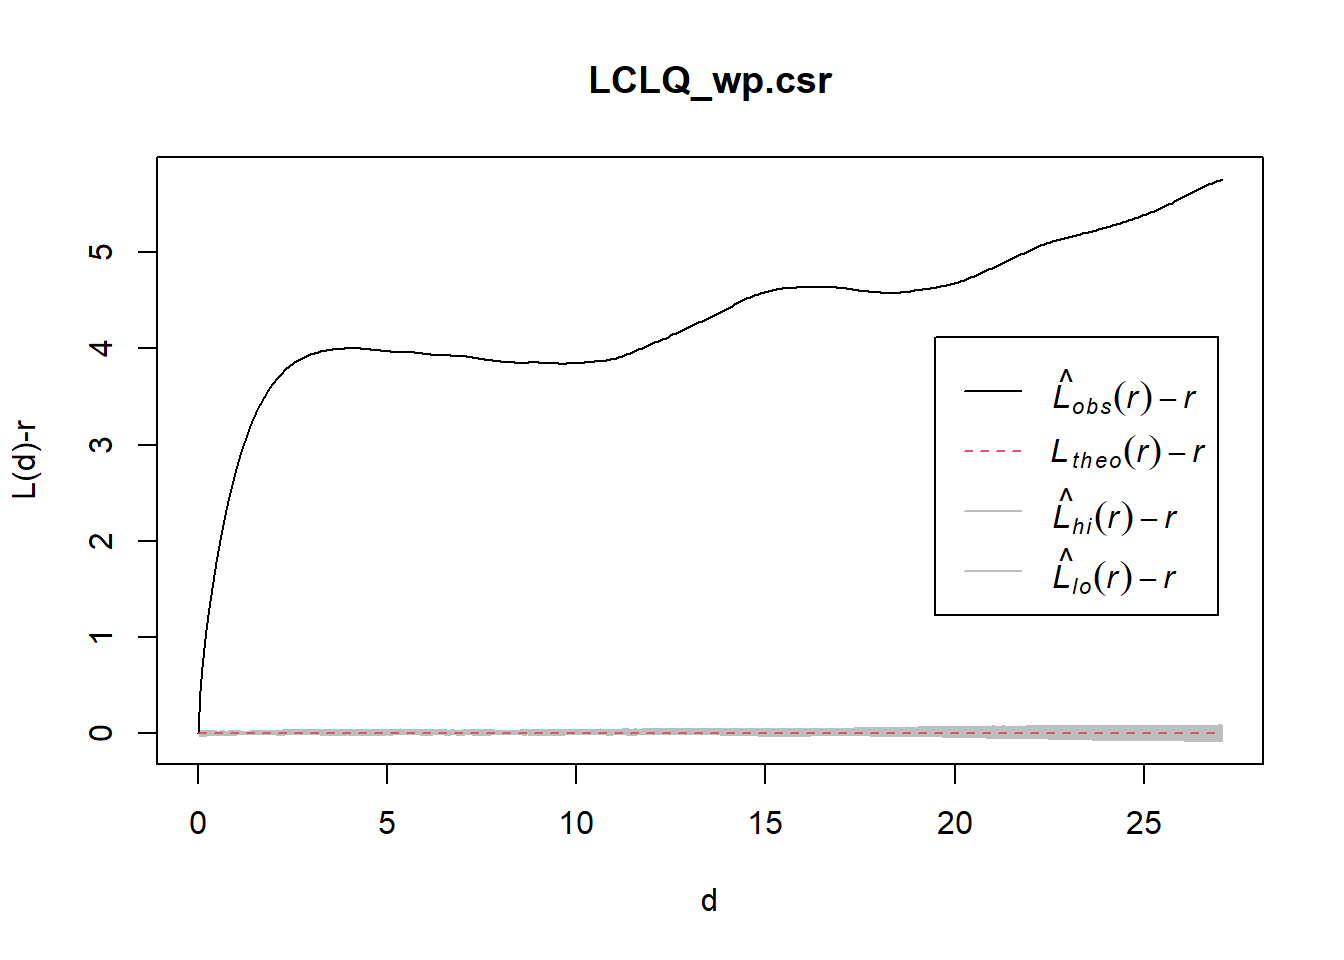 LCLQ_wp.csr
L(d)-r
5
4
3
2
1
0
L̂obs(r) − r
Ltheo(r) − r
L̂hi(r) − r
L̂lo(r) − r
0 5 10 15 20 25
d